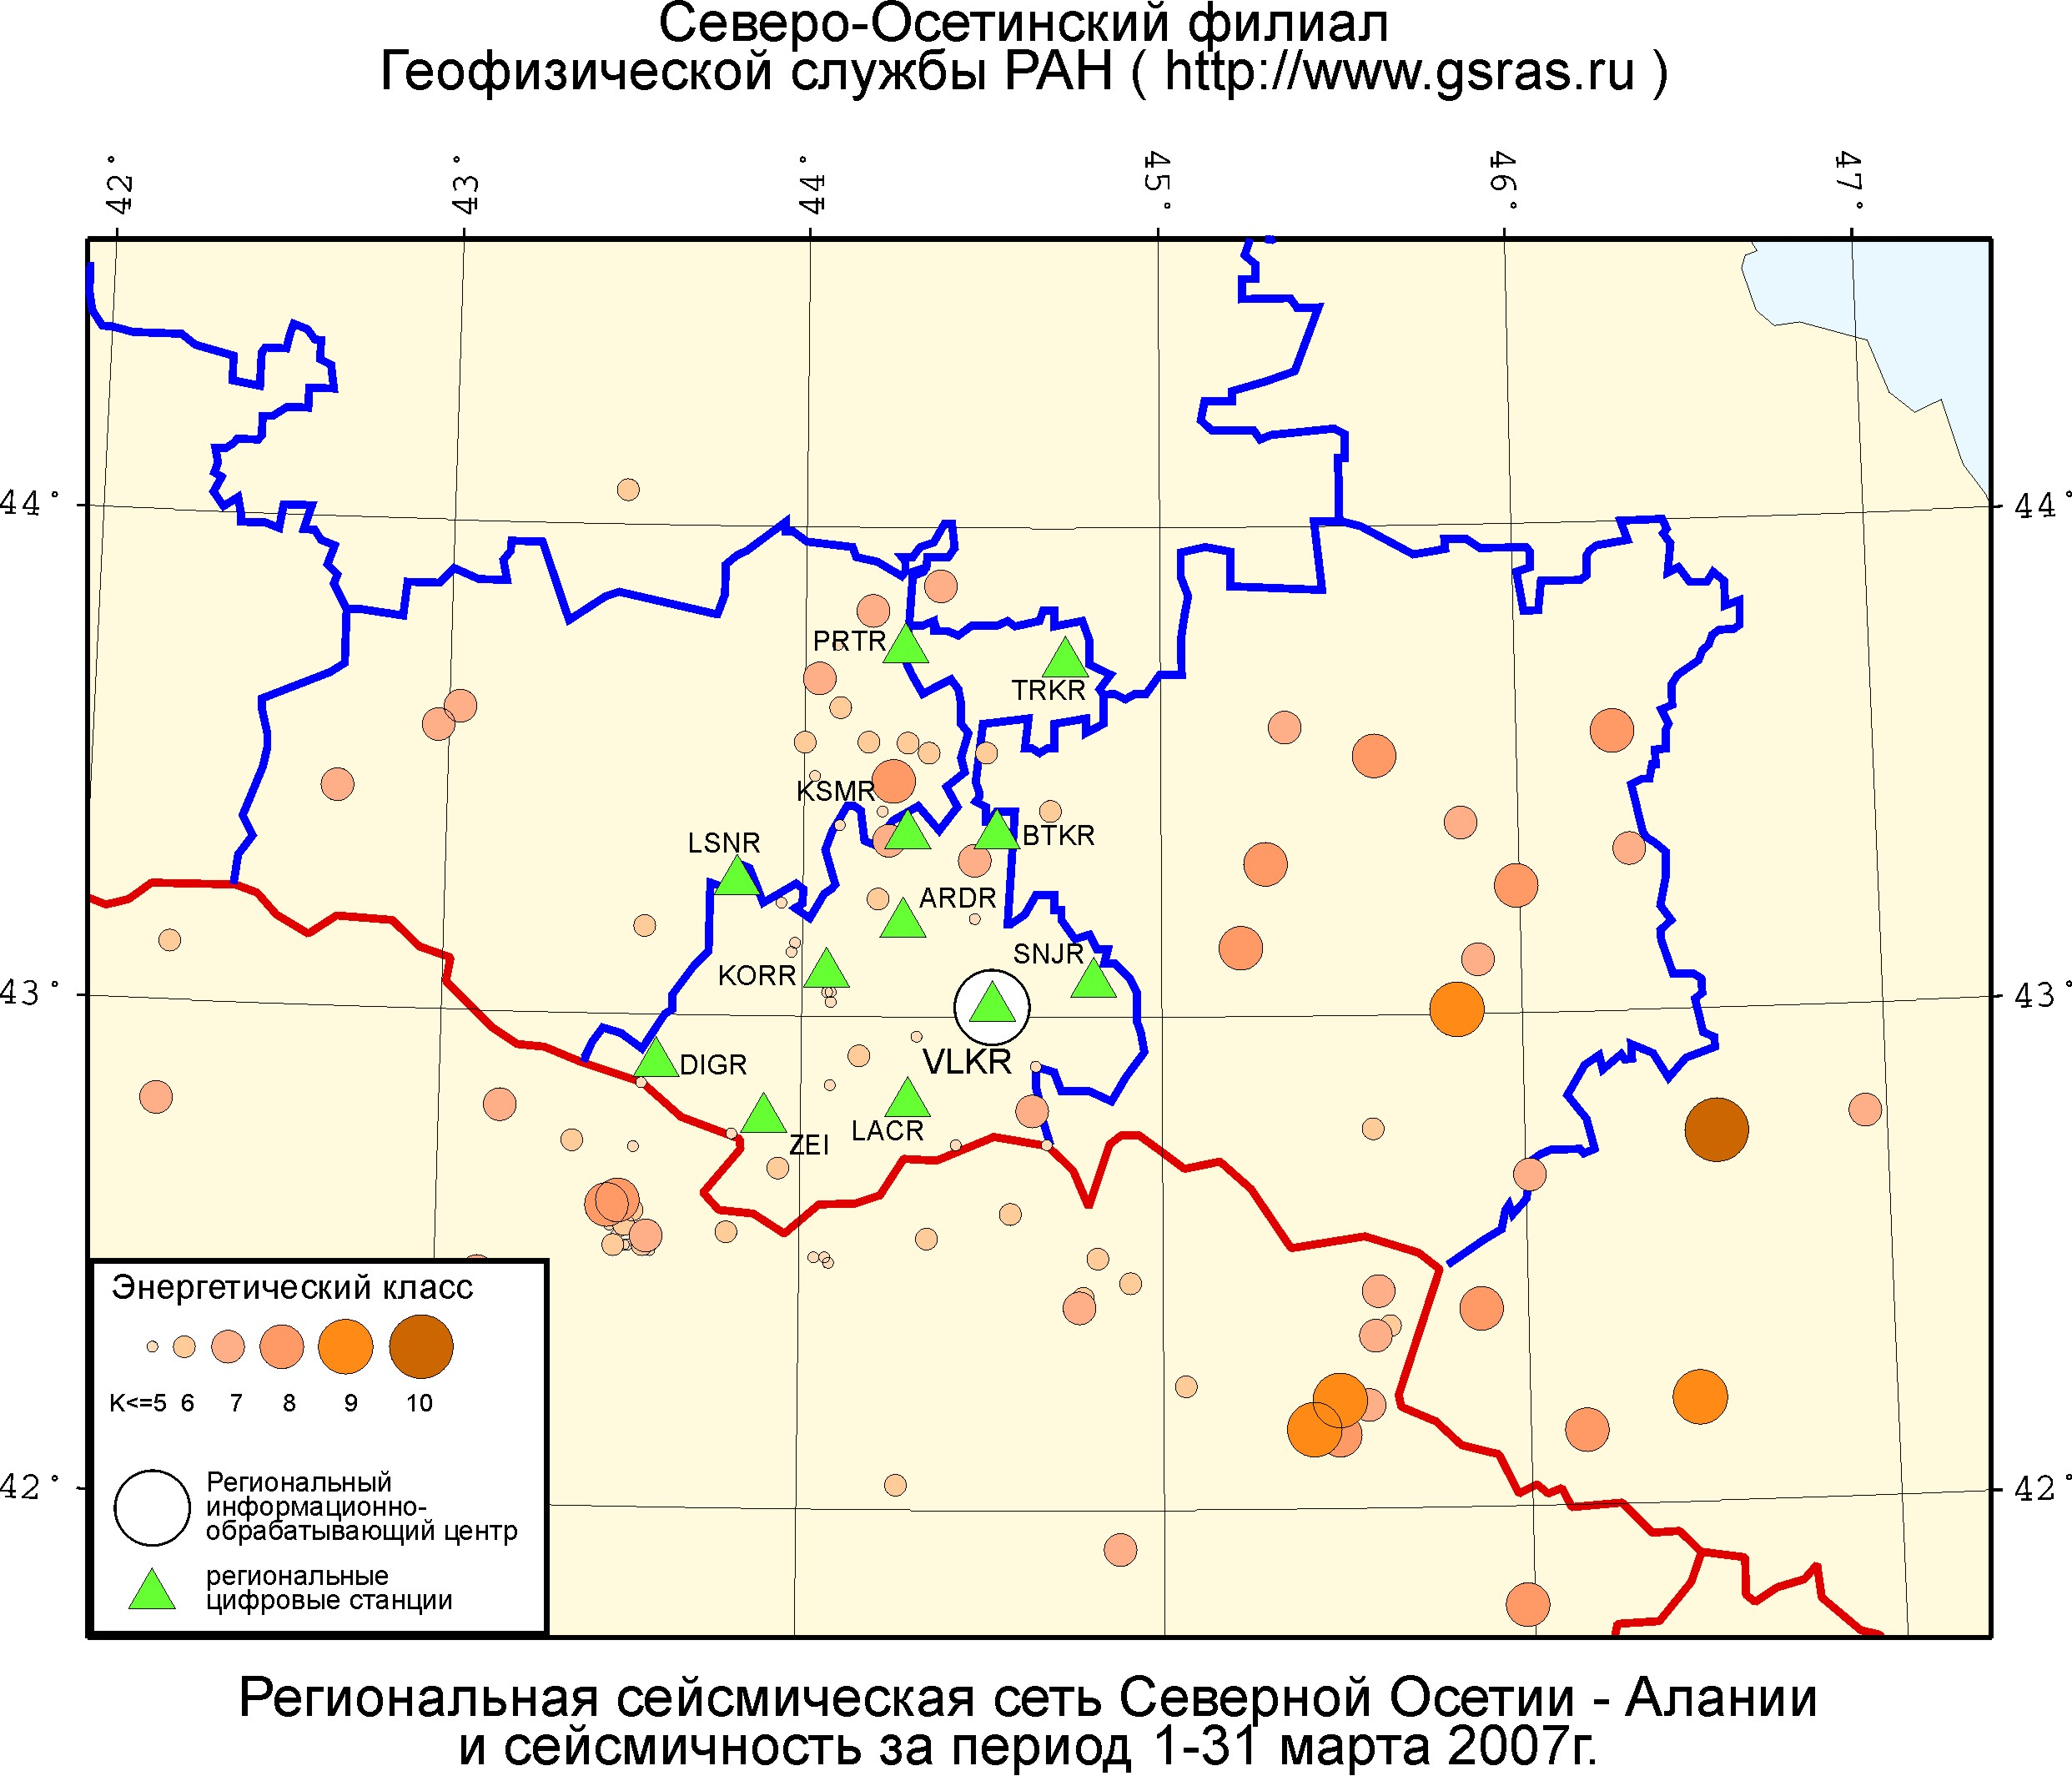 Северо-Осетинский филиал
Геофизической службы РАН ( http://www.gsras.ru )
42° 43° 44° 45° 46° 47°
44° 44°
PRTR
TRKR
KSMR
BTKR
LSNR
ARDR
SNJR
KORR
43° 43°
VLKR
DIGR
LACR
ZEI
Энергетический класс
K<=5 6 7 8 9 10
42° 42°
Региональный
информационно-
обрабатывающий центр
региональные
цифровые станции
Региональная сейсмическая сеть Северной Осетии - Алании
и сейсмичность за период 1-31 марта 2007г.